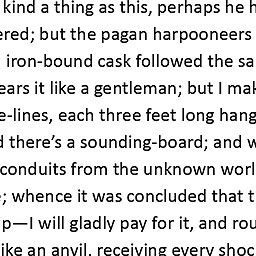 kind a thing as this, perhaps he h
ered; but the pagan harpooneers
iron-bound cask followed the sa
ears it like a gentleman; but I mak
e-lines, each three feet long hang
d there’s a sounding-board; and w
conduits from the unknown worl
; whence it was concluded that t
p—I will gladly pay for it, and rou
ike an anvil, receiving every shoc